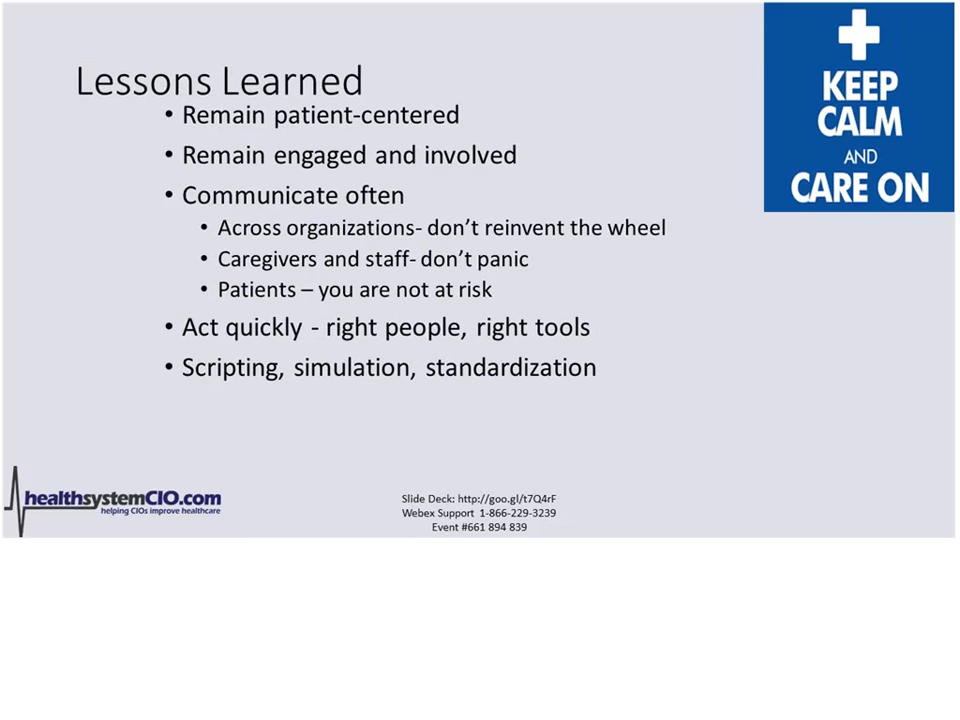 Lessons Learned
• Remain patient-centered
• Remain engaged and involved
• Communicate often
• Across organizations- don’t reinvent the wheel
• Caregivers and staff- don’t panic
• Patients – you are not at risk
• Act quickly - right people, right tools
• Scripting, simulation, standardization
KEEP
CALM
AND
CARE ON
healthsystemCIO.com
helping CIOs improve healthcare
Slide Deck: http://goo.gl/t7Q4rF
Webex Support 1-866-229-3239
Event #661 894 839